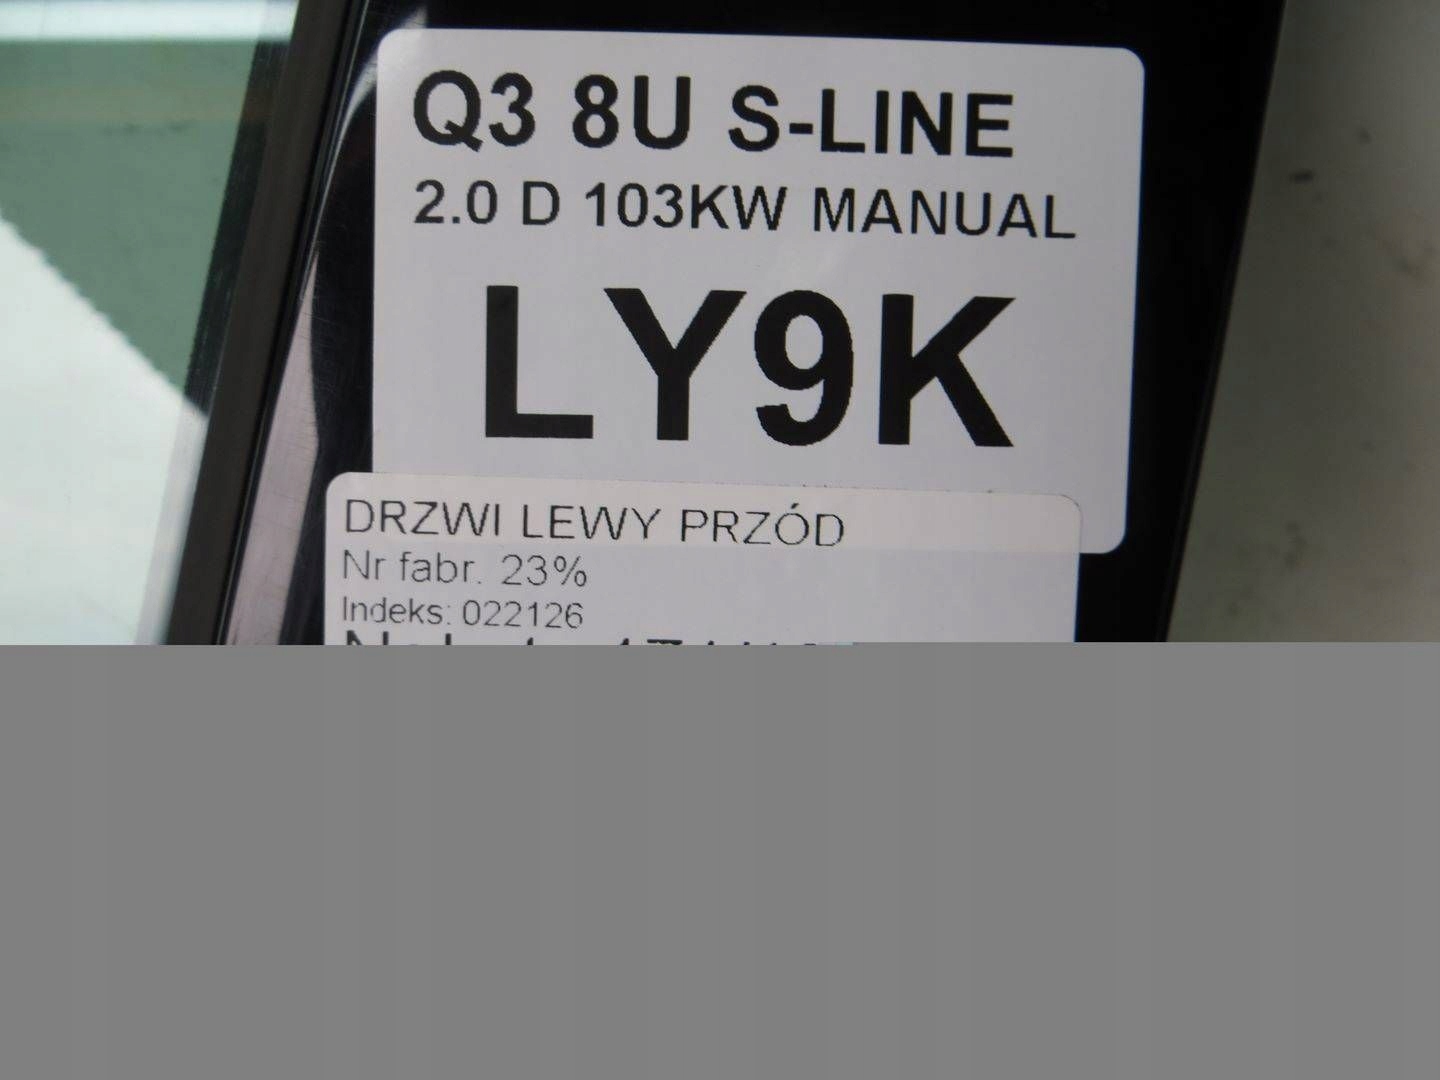 Q3 8U S-LINE
2.0 D 103KW MANUAL
LY9K
DRZWI LEWY PRZÓD
Nr fabr. 23%
Indeks: 022126